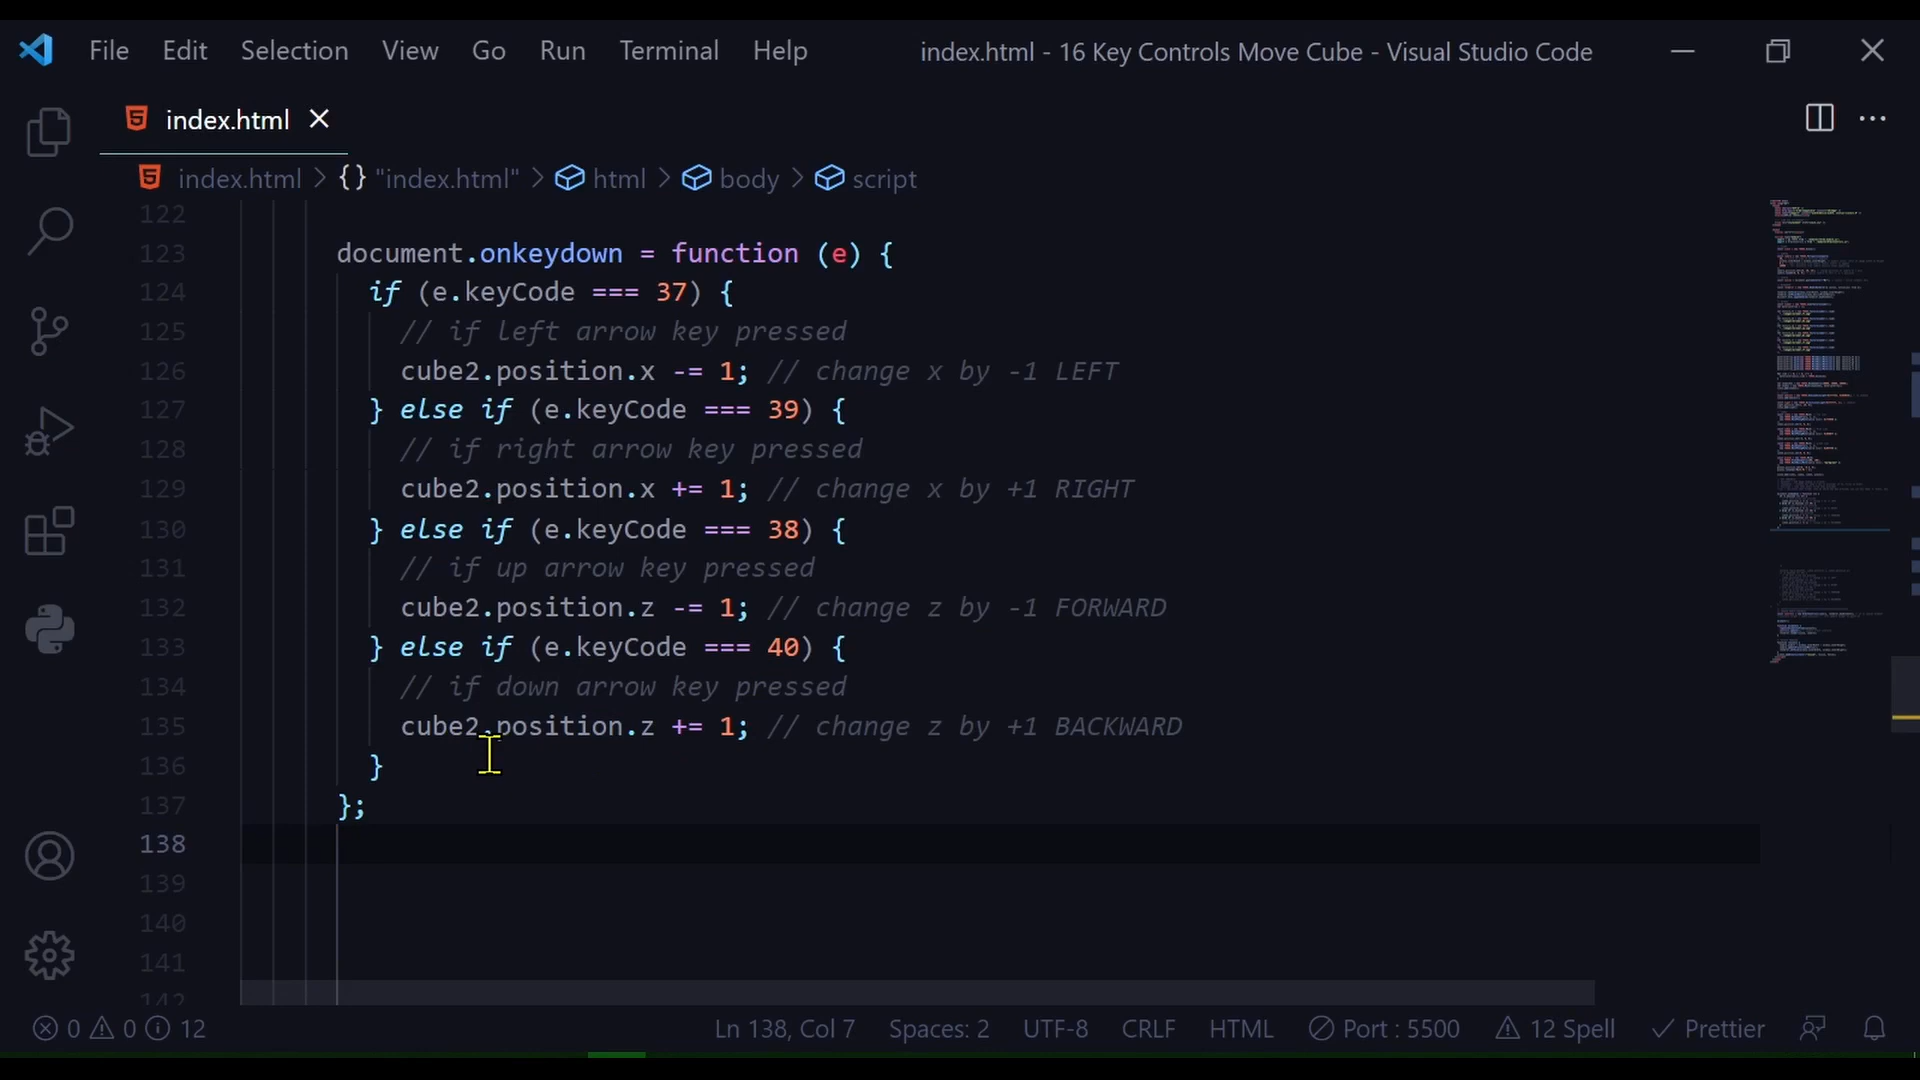 File Edit Selection View Go Run Terminal Help index.html - 16 Key Controls Move Cube - Visual Studio Code
index.html
index.html > {} "index.html" > html > body > script
122
123 document.onkeydown = function (e) {
124 if (e.keyCode === 37) {
125 // if left arrow key pressed
126 cube2.position.x -= 1; // change x by -1 LEFT
127 } else if (e.keyCode === 39) {
128 // if right arrow key pressed
129 cube2.position.x += 1; // change x by +1 RIGHT
130 } else if (e.keyCode === 38) {
131 // if up arrow key pressed
132 cube2.position.z -= 1; // change z by -1 FORWARD
133 } else if (e.keyCode === 40) {
134 // if down arrow key pressed
135 cube2.position.z += 1; // change z by +1 BACKWARD
136 }
137 };
138
139
140
141
142
0 0 12 Ln 138, Col 7 Spaces: 2 UTF-8 CRLF HTML Port : 5500 12 Spell Prettier